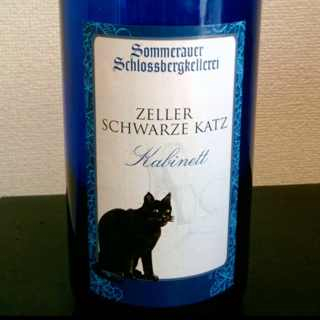 Sommerauer
Schlossbergkellerei
ZELLER
SCHWARZE KATZ
Kabinett